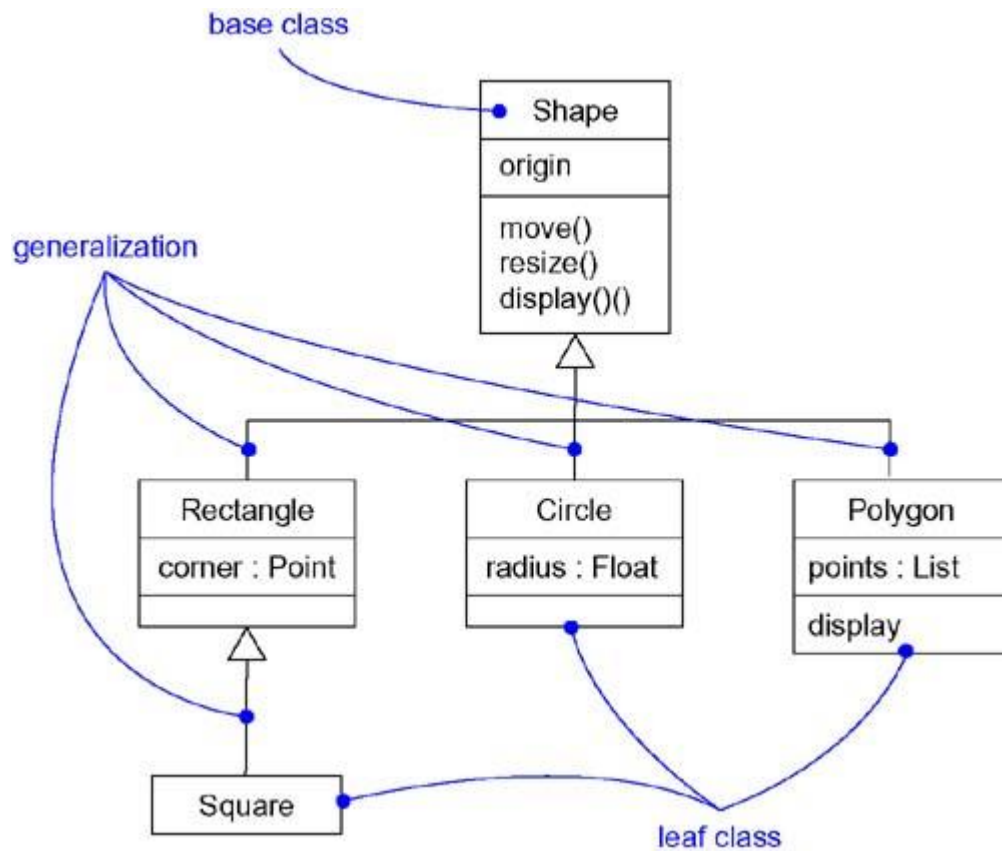 base class
Shape
origin
move()
resize()
display()()
generalization
Rectangle
corner : Point
Circle
radius : Float
Polygon
points : List
display
Square
leaf class